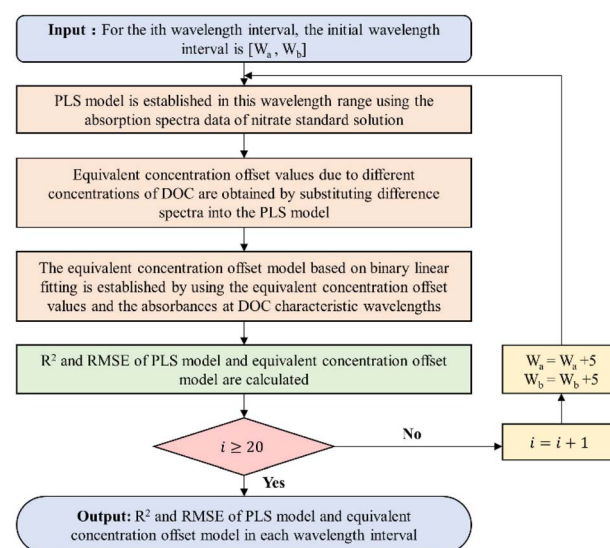 Input : For the ith wavelength interval, the initial wavelength
interval is [Wₐ , W_b]
PLS model is established in this wavelength range using the
absorption spectra data of nitrate standard solution
Equivalent concentration offset values due to different
concentrations of DOC are obtained by substituting difference
spectra into the PLS model
The equivalent concentration offset model based on binary linear
fitting is established by using the equivalent concentration offset
values and the absorbances at DOC characteristic wavelengths
R² and RMSE of PLS model and equivalent concentration offset
model are calculated
i ≥ 20
No
i = i + 1
Wₐ = Wₐ +5
W_b = W_b +5
Yes
Output: R² and RMSE of PLS model and equivalent
concentration offset model in each wavelength interval